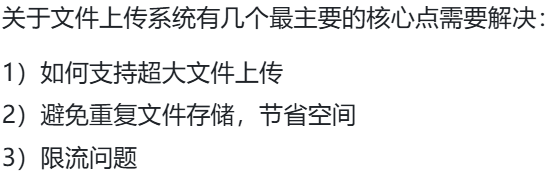 关于文件上传系统有几个最主要的核心点需要解决：
1）如何支持超大文件上传
2）避免重复文件存储，节省空间
3）限流问题